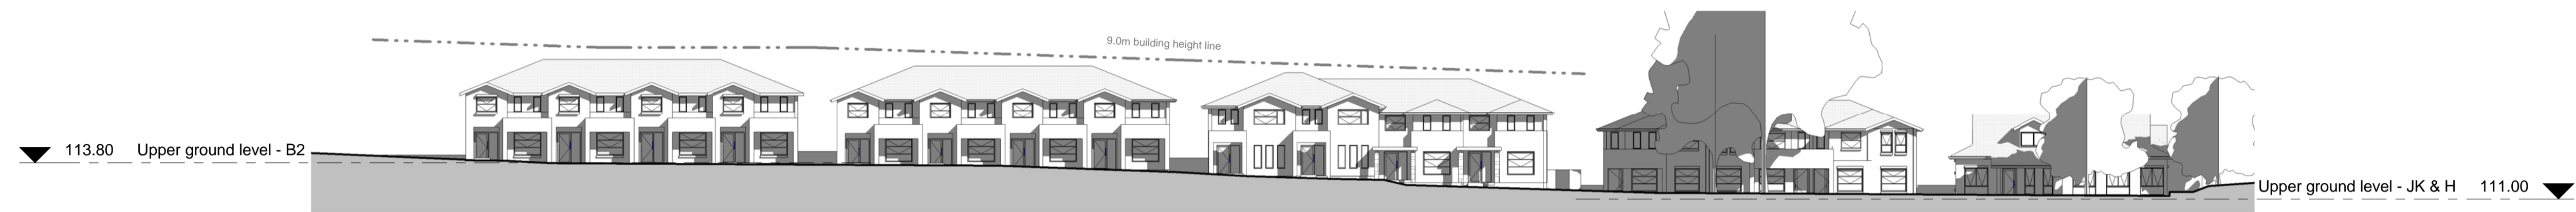 9.0m building height line
113.80 Upper ground level - B2
Upper ground level - JK & H 111.00